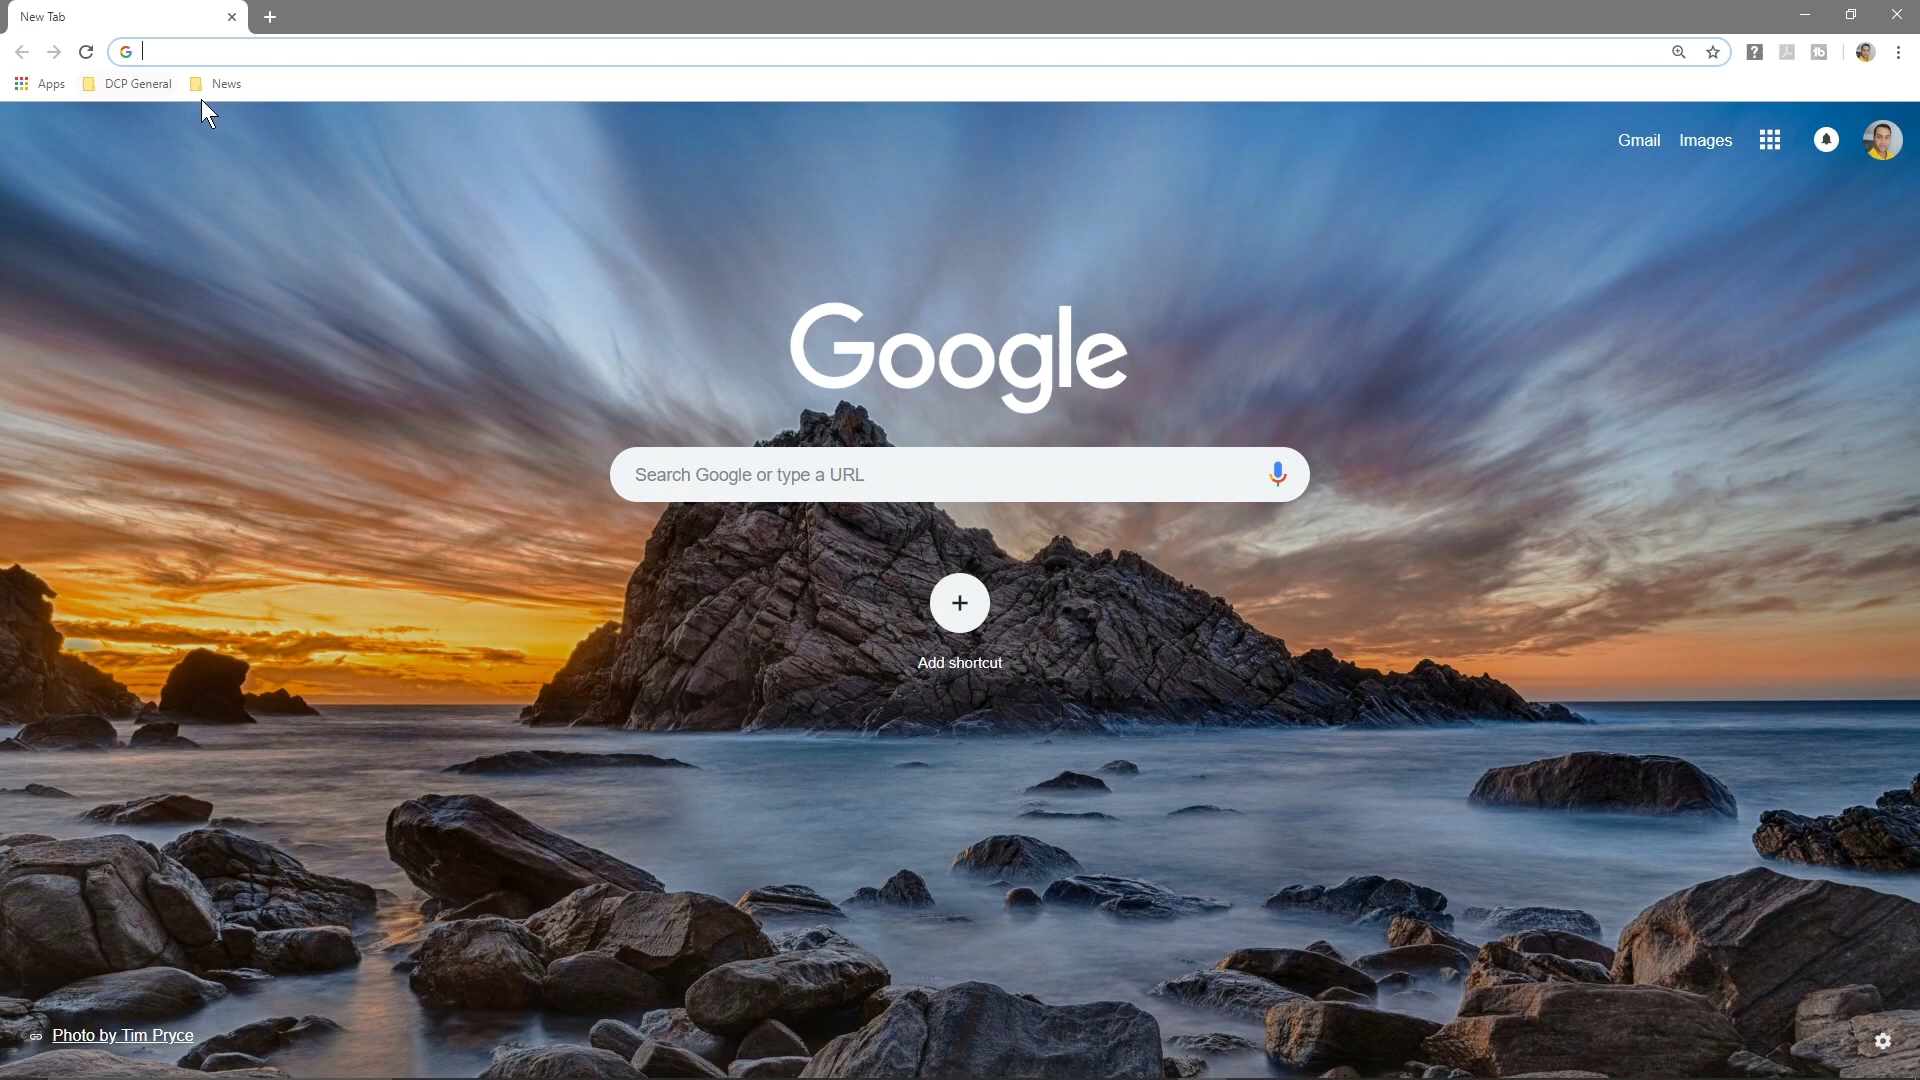 New Tab
Apps
DCP General
News
Gmail
Images
Google
Search Google or type a URL
Add shortcut
Photo by Tim Pryce